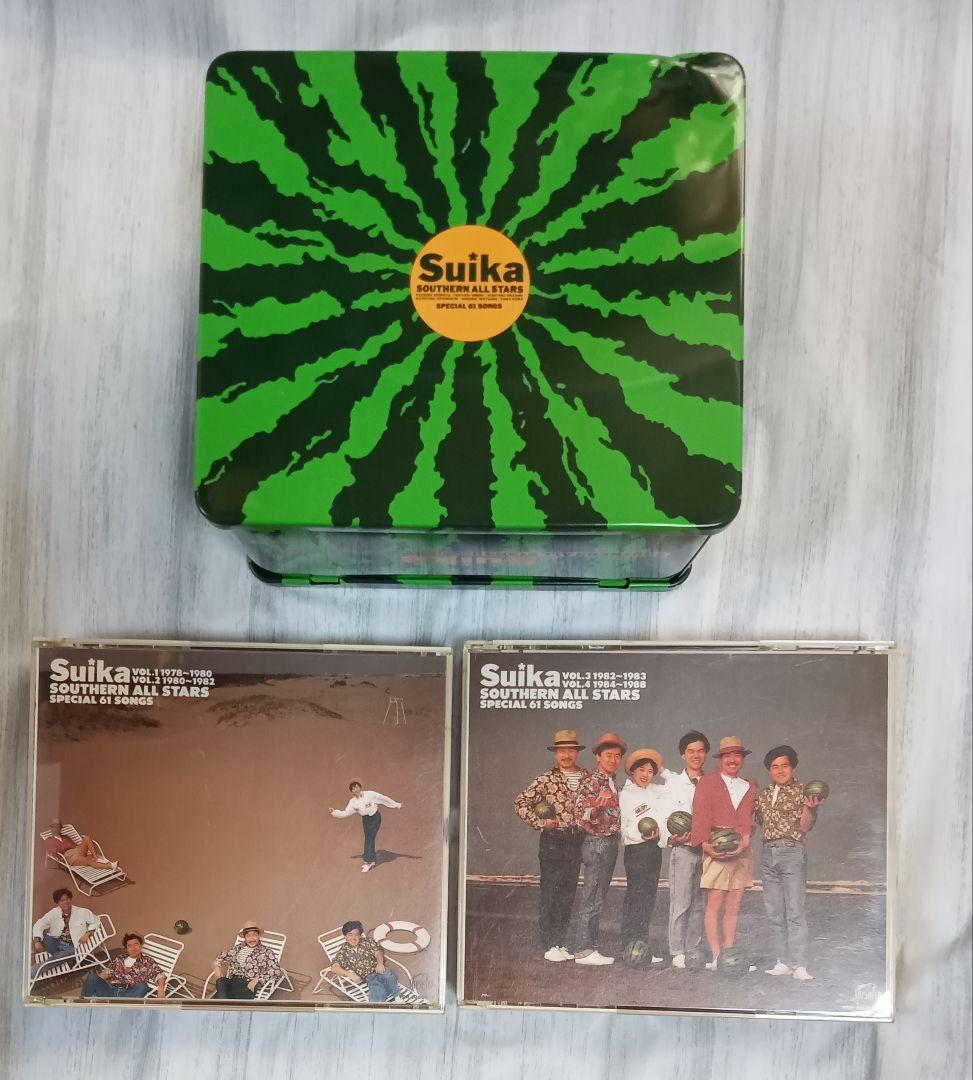 Suika
SOUTHERN ALL STARS
SPECIAL 61 SONGS
Suika VOL.1 1978~1980
VOL.2 1980~1982
SOUTHERN ALL STARS
SPECIAL 61 SONGS
Suika VOL.3 1982~1983
VOL.4 1984~1988
SOUTHERN ALL STARS
SPECIAL 61 SONGS